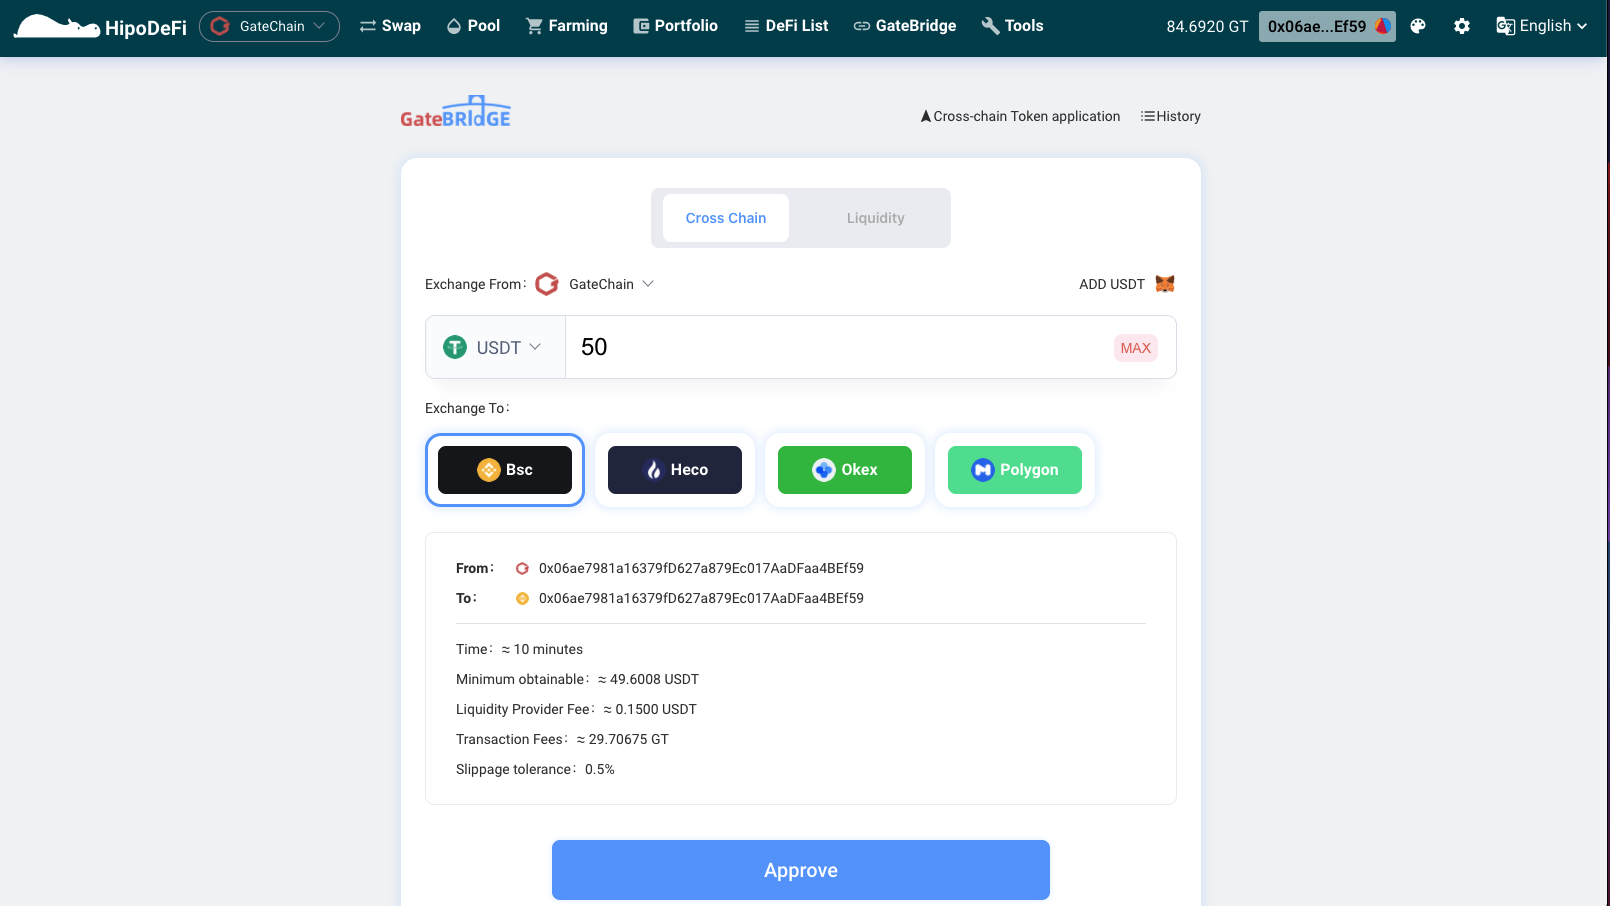 HipoDeFi GateChain Swap Pool Farming Portfolio DeFi List GateBridge Tools 84.6920 GT 0x06ae...Ef59 English
GateBRIdGE Cross-chain Token application History
Cross Chain Liquidity
Exchange From: GateChain ADD USDT
USDT 50 MAX
Exchange To:
Bsc Heco Okex Polygon
From: 0x06ae7981a16379fD627a879Ec017AaDFaa4BEf59
To: 0x06ae7981a16379fD627a879Ec017AaDFaa4BEf59
Time: ≈ 10 minutes
Minimum obtainable: ≈ 49.6008 USDT
Liquidity Provider Fee: ≈ 0.1500 USDT
Transaction Fees: ≈ 29.70675 GT
Slippage tolerance: 0.5%
Approve